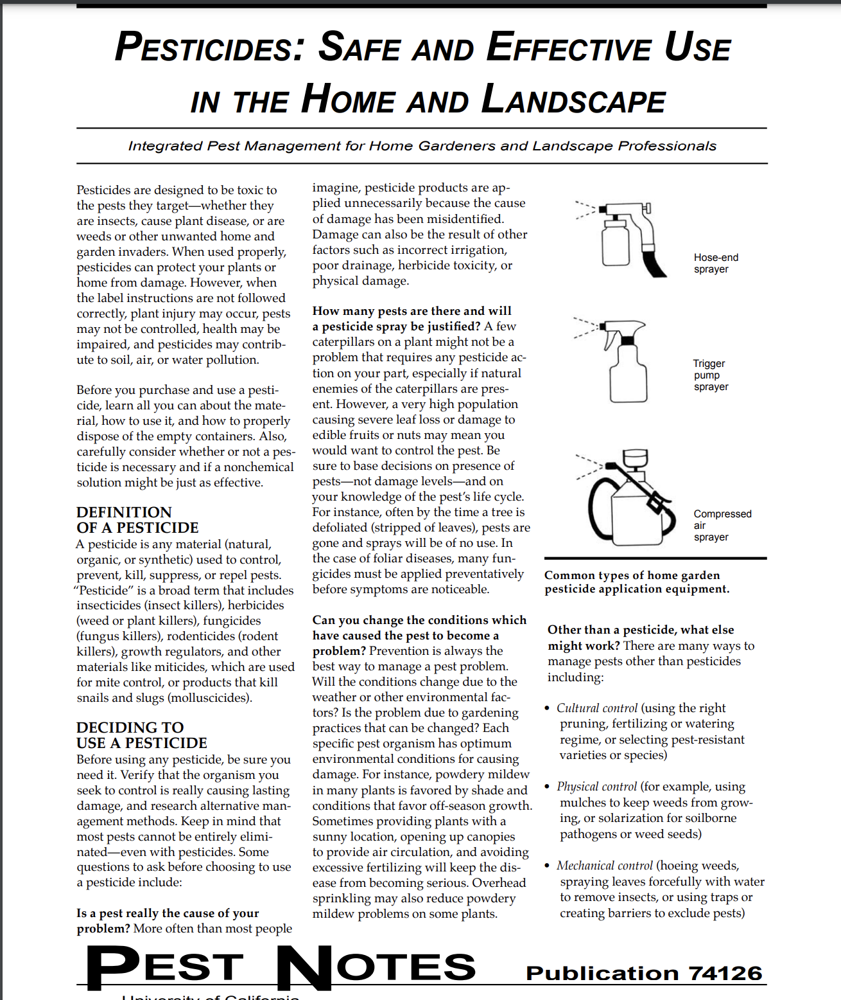 PESTICIDES: SAFE AND EFFECTIVE USE
IN THE HOME AND LANDSCAPE
Integrated Pest Management for Home Gardeners and Landscape Professionals
Pesticides are designed to be toxic to
the pests they target—whether they
are insects, cause plant disease, or are
weeds or other unwanted home and
garden invaders. When used properly,
pesticides can protect your plants or
home from damage. However, when
the label instructions are not followed
correctly, plant injury may occur, pests
may not be controlled, health may be
impaired, and pesticides may contrib-
ute to soil, air, or water pollution.
Before you purchase and use a pesti-
cide, learn all you can about the mate-
rial, how to use it, and how to properly
dispose of the empty containers. Also,
carefully consider whether or not a pes-
ticide is necessary and if a nonchemical
solution might be just as effective.
DEFINITION
OF A PESTICIDE
A pesticide is any material (natural,
organic, or synthetic) used to control,
prevent, kill, suppress, or repel pests.
“Pesticide” is a broad term that includes
insecticides (insect killers), herbicides
(weed or plant killers), fungicides
(fungus killers), rodenticides (rodent
killers), growth regulators, and other
materials like miticides, which are used
for mite control, or products that kill
snails and slugs (molluscicides).
DECIDING TO
USE A PESTICIDE
Before using any pesticide, be sure you
need it. Verify that the organism you
seek to control is really causing lasting
damage, and research alternative man-
agement methods. Keep in mind that
most pests cannot be entirely elimi-
nated—even with pesticides. Some
questions to ask before choosing to use
a pesticide include:
Is a pest really the cause of your
problem? More often than most people
imagine, pesticide products are ap-
plied unnecessarily because the cause
of damage has been misidentified.
Damage can also be the result of other
factors such as incorrect irrigation,
poor drainage, herbicide toxicity, or
physical damage.
How many pests are there and will
a pesticide spray be justified? A few
caterpillars on a plant might not be a
problem that requires any pesticide ac-
tion on your part, especially if natural
enemies of the caterpillars are pres-
ent. However, a very high population
causing severe leaf loss or damage to
edible fruits or nuts may mean you
would want to control the pest. Be
sure to base decisions on presence of
pests—not damage levels—and on
your knowledge of the pest’s life cycle.
For instance, often by the time a tree is
defoliated (stripped of leaves), pests are
gone and sprays will be of no use. In
the case of foliar diseases, many fun-
gicides must be applied preventatively
before symptoms are noticeable.
Can you change the conditions which
have caused the pest to become a
problem? Prevention is always the
best way to manage a pest problem.
Will the conditions change due to the
weather or other environmental fac-
tors? Is the problem due to gardening
practices that can be changed? Each
specific pest organism has optimum
environmental conditions for causing
damage. For instance, powdery mildew
in many plants is favored by shade and
conditions that favor off-season growth.
Sometimes providing plants with a
sunny location, opening up canopies
to provide air circulation, and avoiding
excessive fertilizing will keep the dis-
ease from becoming serious. Overhead
sprinkling may also reduce powdery
mildew problems on some plants.
Hose-end
sprayer
Trigger
pump
sprayer
Compressed
air
sprayer
Common types of home garden
pesticide application equipment.
Other than a pesticide, what else
might work? There are many ways to
manage pests other than pesticides
including:
• Cultural control (using the right
pruning, fertilizing or watering
regime, or selecting pest-resistant
varieties or species)
• Physical control (for example, using
mulches to keep weeds from grow-
ing, or solarization for soilborne
pathogens or weed seeds)
• Mechanical control (hoeing weeds,
spraying leaves forcefully with water
to remove insects, or using traps or
creating barriers to exclude pests)
PEST NOTES
Publication 74126
University of California